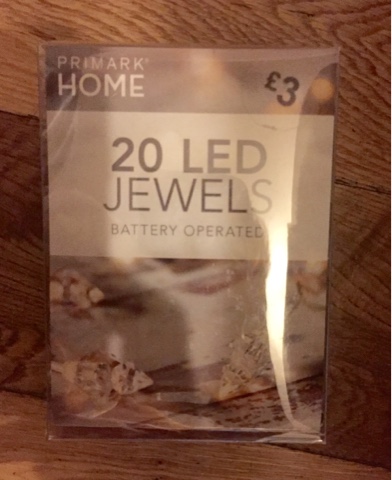 PRIMARK®
HOME
£3
20 LED
JEWELS
BATTERY OPERATED